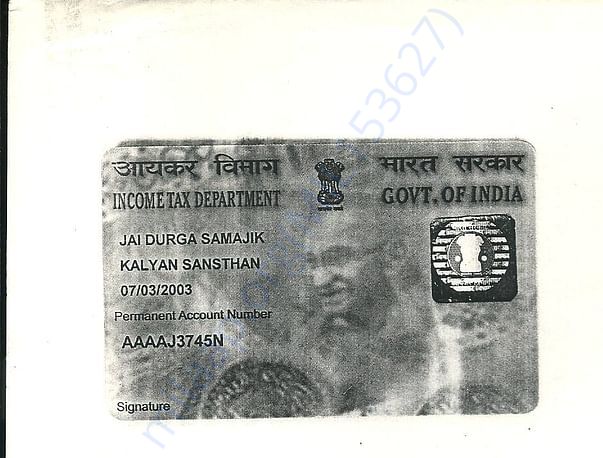 आयकर विभाग
भारत सरकार
INCOME TAX DEPARTMENT
GOVT. OF INDIA
JAI DURGA SAMAJIK
KALYAN SANSTHAN
07/03/2003
Permanent Account Number
AAAAJ3745N
Signature
53627)